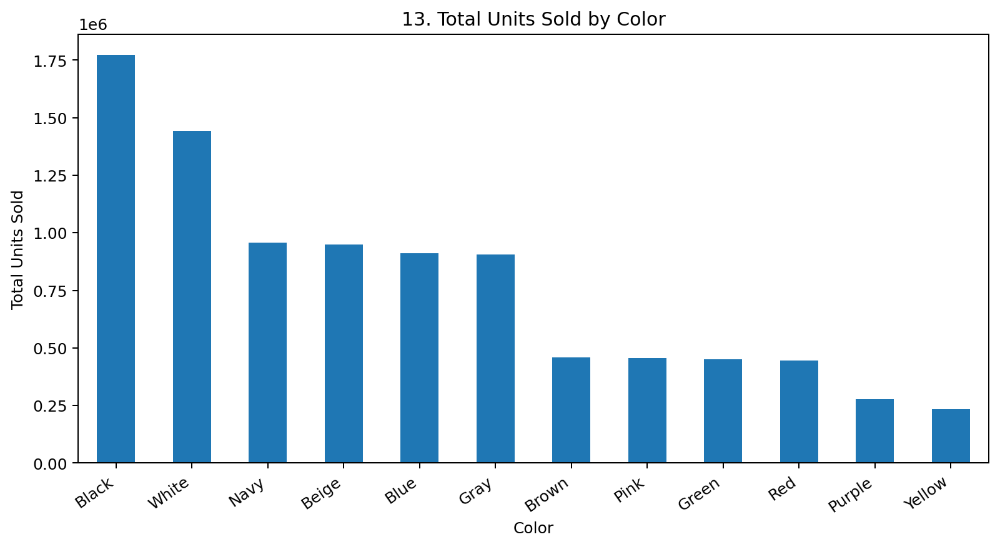 13. Total Units Sold by Color
1e6
1.75
1.50
1.25
1.00
0.75
0.50
0.25
0.00
Total Units Sold
Black
White
Navy
Beige
Blue
Gray
Brown
Pink
Green
Red
Purple
Yellow
Color